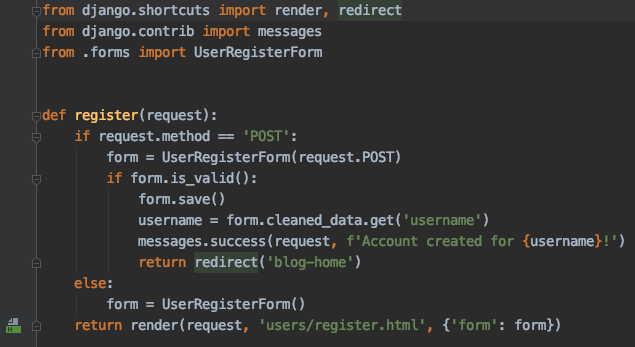 from django.shortcuts import render, redirect
from django.contrib import messages
from .forms import UserRegisterForm
def register(request):
    if request.method == 'POST':
        form = UserRegisterForm(request.POST)
        if form.is_valid():
            form.save()
            username = form.cleaned_data.get('username')
            messages.success(request, f'Account created for {username}!')
            return redirect('blog-home')
    else:
        form = UserRegisterForm()
    return render(request, 'users/register.html', {'form': form})